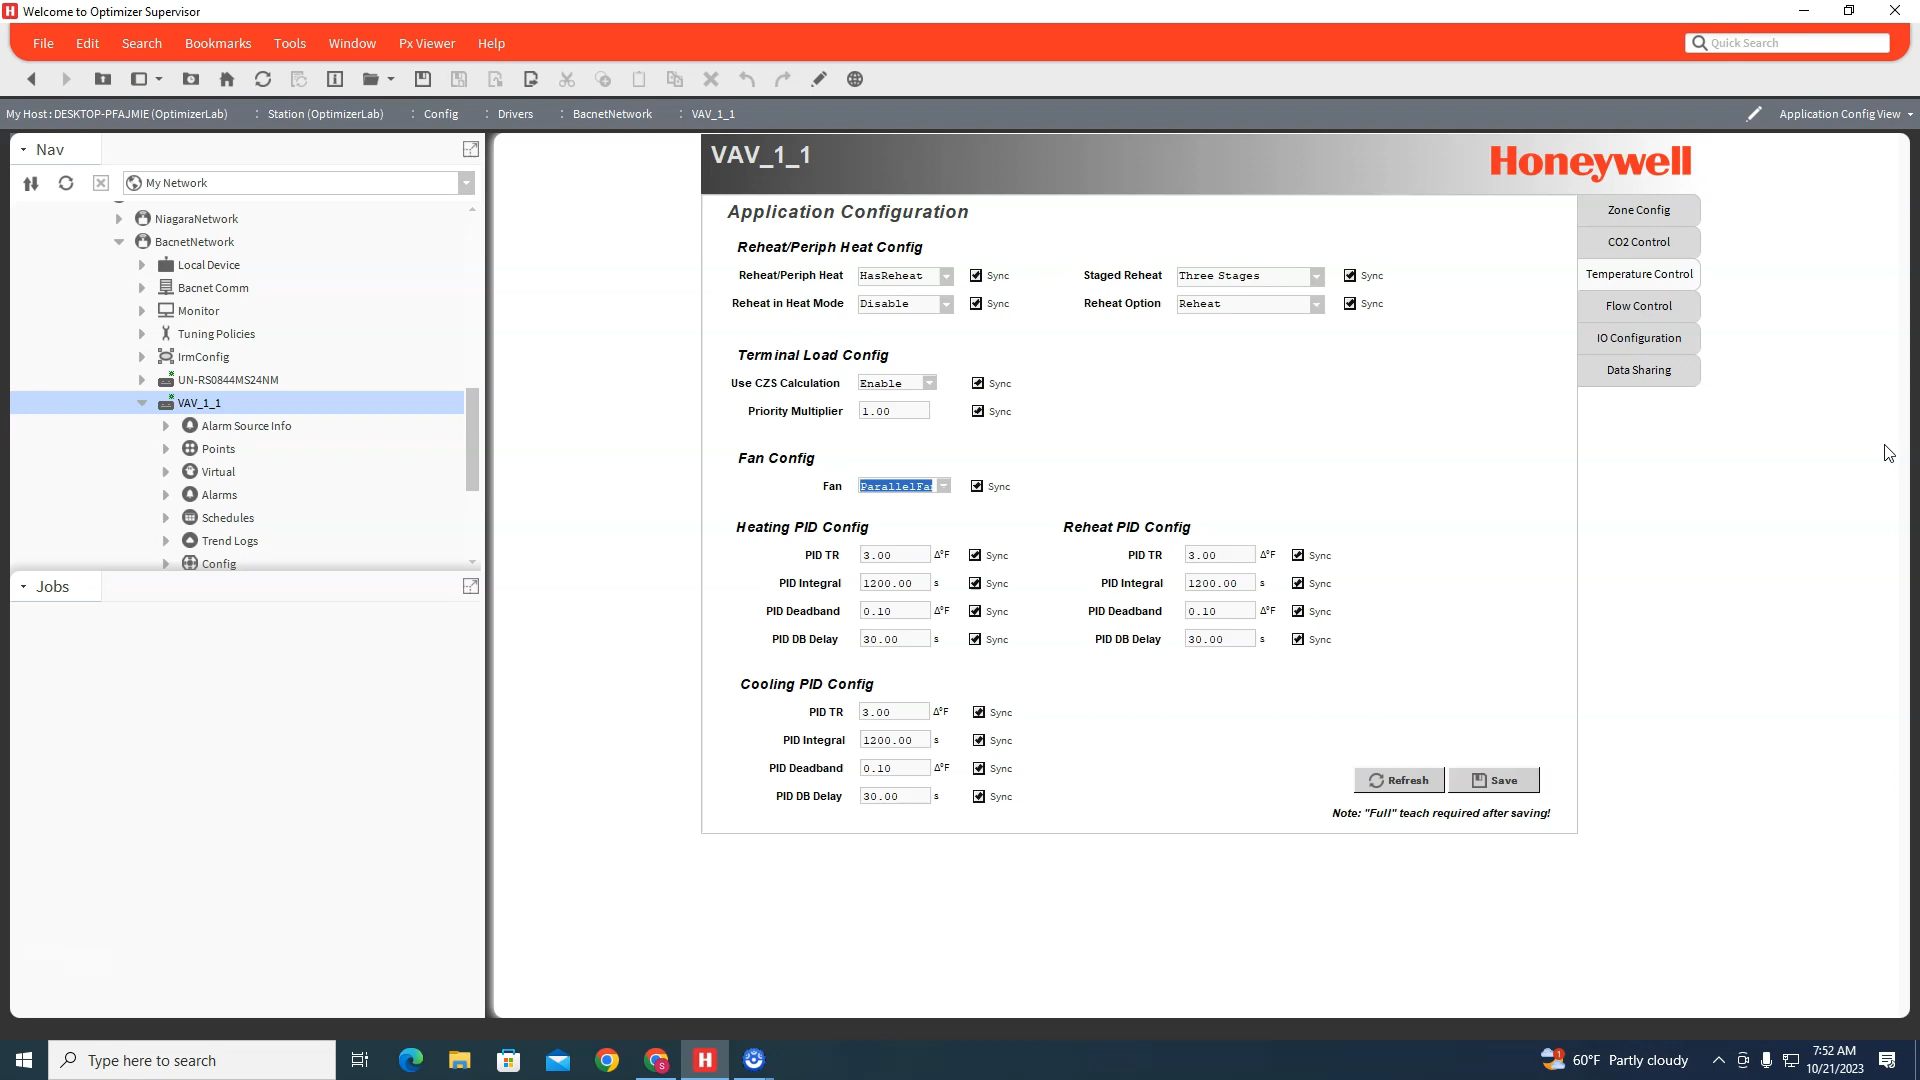 Welcome to Optimizer Supervisor
File Edit Search Bookmarks Tools Window Px Viewer Help
Quick Search
My Host : DESKTOP-PFAJMIE (OptimizerLab) : Station (OptimizerLab) : Config : Drivers : BacnetNetwork : VAV_1_1
Application Config View
Nav
My Network
NiagaraNetwork
BacnetNetwork
Local Device
Bacnet Comm
Monitor
Tuning Policies
IrmConfig
UN-RS0844MS24NM
VAV_1_1
Alarm Source Info
Points
Virtual
Alarms
Schedules
Trend Logs
Config
Jobs
VAV_1_1
Honeywell
Application Configuration
Zone Config
CO2 Control
Temperature Control
Flow Control
IO Configuration
Data Sharing
Reheat/Periph Heat Config
Reheat/Periph Heat HasReheat Sync Staged Reheat Three Stages Sync
Reheat in Heat Mode Disable Sync Reheat Option Reheat Sync
Terminal Load Config
Use CZS Calculation Enable Sync
Priority Multiplier 1.00 Sync
Fan Config
Fan ParallelFa Sync
Heating PID Config Reheat PID Config
PID TR 3.00 Δ°F Sync PID TR 3.00 Δ°F Sync
PID Integral 1200.00 s Sync PID Integral 1200.00 s Sync
PID Deadband 0.10 Δ°F Sync PID Deadband 0.10 Δ°F Sync
PID DB Delay 30.00 s Sync PID DB Delay 30.00 s Sync
Cooling PID Config
PID TR 3.00 Δ°F Sync
PID Integral 1200.00 s Sync
PID Deadband 0.10 Δ°F Sync
PID DB Delay 30.00 s Sync
Refresh Save
Note: "Full" teach required after saving!
Type here to search
60°F Partly cloudy
7:52 AM
10/21/2023